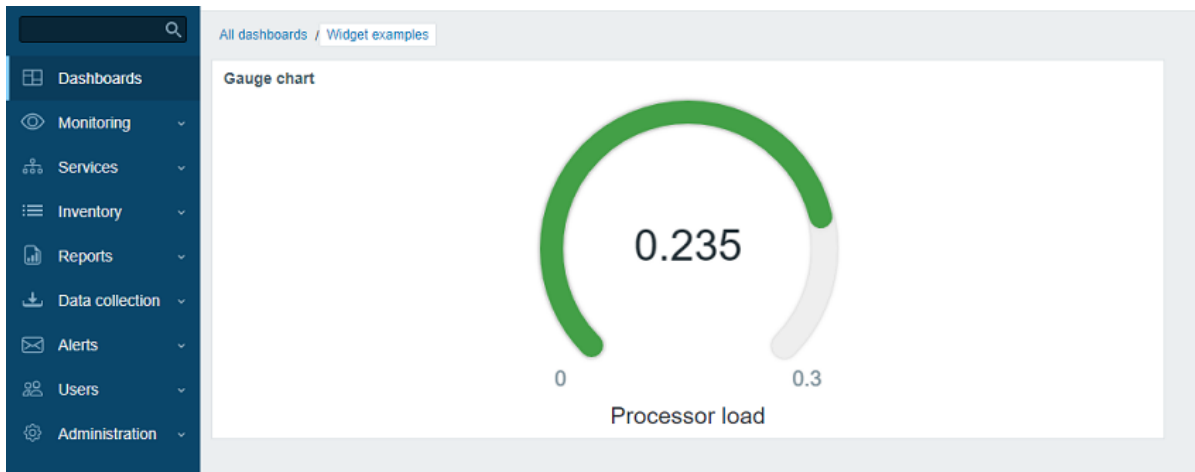 All dashboards / Widget examples
Dashboards
Monitoring
Services
Inventory
Reports
Data collection
Alerts
Users
Administration
Gauge chart
0.235
0
0.3
Processor load